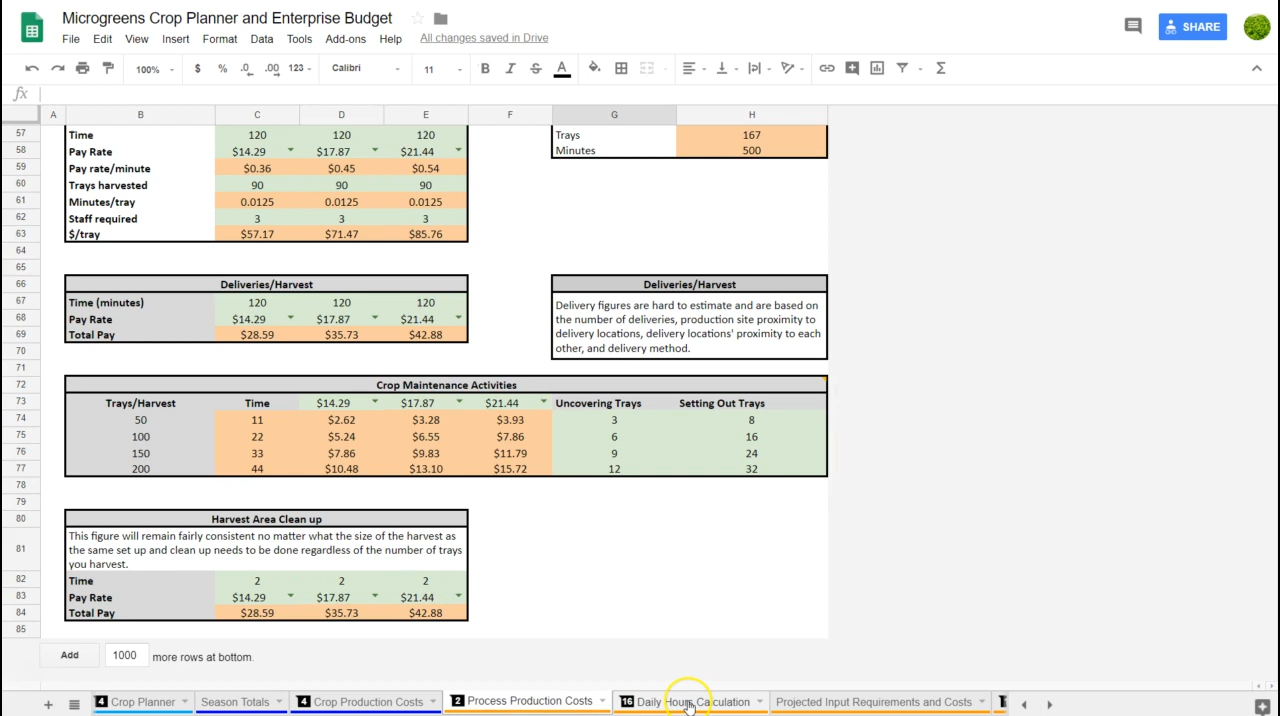 Microgreens Crop Planner and Enterprise Budget
SHARE
File Edit View Insert Format Data Tools Add-ons Help All changes saved in Drive
100% $ % .0 .00 123 Calibri 11 B I S A Σ
fx
A B C D E F G H
57 Time 120 120 120 Trays 167
58 Pay Rate $14.29 $17.87 $21.44 Minutes 500
59 Pay rate/minute $0.36 $0.45 $0.54
60 Trays harvested 90 90 90
61 Minutes/tray 0.0125 0.0125 0.0125
62 Staff required 3 3 3
63 $/tray $57.17 $71.47 $85.76
64
65
66 Deliveries/Harvest Deliveries/Harvest
67 Time (minutes) 120 120 120
68 Pay Rate $14.29 $17.87 $21.44
69 Total Pay $28.59 $35.73 $42.88
Delivery figures are hard to estimate and are based on
the number of deliveries, production site proximity to
delivery locations, delivery locations' proximity to each
other, and delivery method.
70
71
72 Crop Maintenance Activities
73 Trays/Harvest Time $14.29 $17.87 $21.44 Uncovering Trays Setting Out Trays
74 50 11 $2.62 $3.28 $3.93 3 8
75 100 22 $5.24 $6.55 $7.86 6 16
76 150 33 $7.86 $9.83 $11.79 9 24
77 200 44 $10.48 $13.10 $15.72 12 32
78
79
80 Harvest Area Clean up
81 This figure will remain fairly consistent no matter what the size of the harvest as
the same set up and clean up needs to be done regardless of the number of trays
you harvest.
82 Time 2 2 2
83 Pay Rate $14.29 $17.87 $21.44
84 Total Pay $28.59 $35.73 $42.88
85
Add 1000 more rows at bottom.
4 Crop Planner Season Totals 4 Crop Production Costs 2 Process Production Costs 16 Daily Hours Calculation Projected Input Requirements and Costs